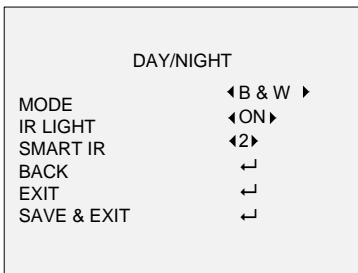 DAY/NIGHT
MODE ◀ B & W ▶
IR LIGHT ◀ ON ▶
SMART IR ◀ 2 ▶
BACK ↵
EXIT ↵
SAVE & EXIT ↵